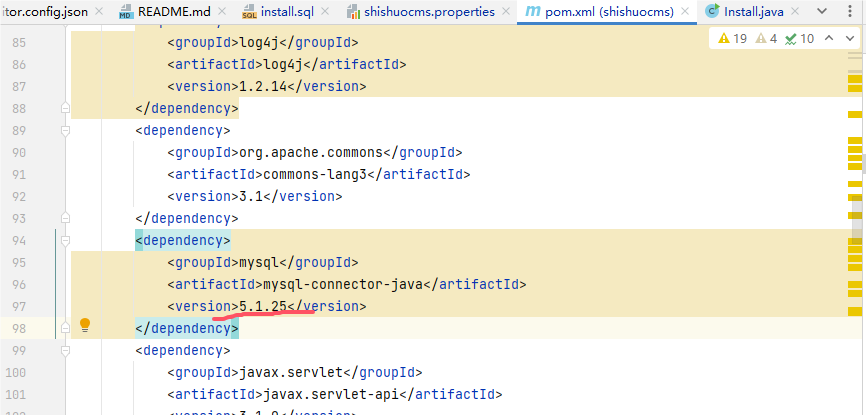 itor.config.json README.md install.sql shishuocms.properties pom.xml (shishuocms) Install.java
19 4 10
85 <groupId>log4j</groupId>
86 <artifactId>log4j</artifactId>
87 <version>1.2.14</version>
88 </dependency>
89 <dependency>
90 <groupId>org.apache.commons</groupId>
91 <artifactId>commons-lang3</artifactId>
92 <version>3.1</version>
93 </dependency>
94 <dependency>
95 <groupId>mysql</groupId>
96 <artifactId>mysql-connector-java</artifactId>
97 <version>5.1.25</version>
98 </dependency>
99 <dependency>
100 <groupId>javax.servlet</groupId>
101 <artifactId>javax.servlet-api</artifactId>